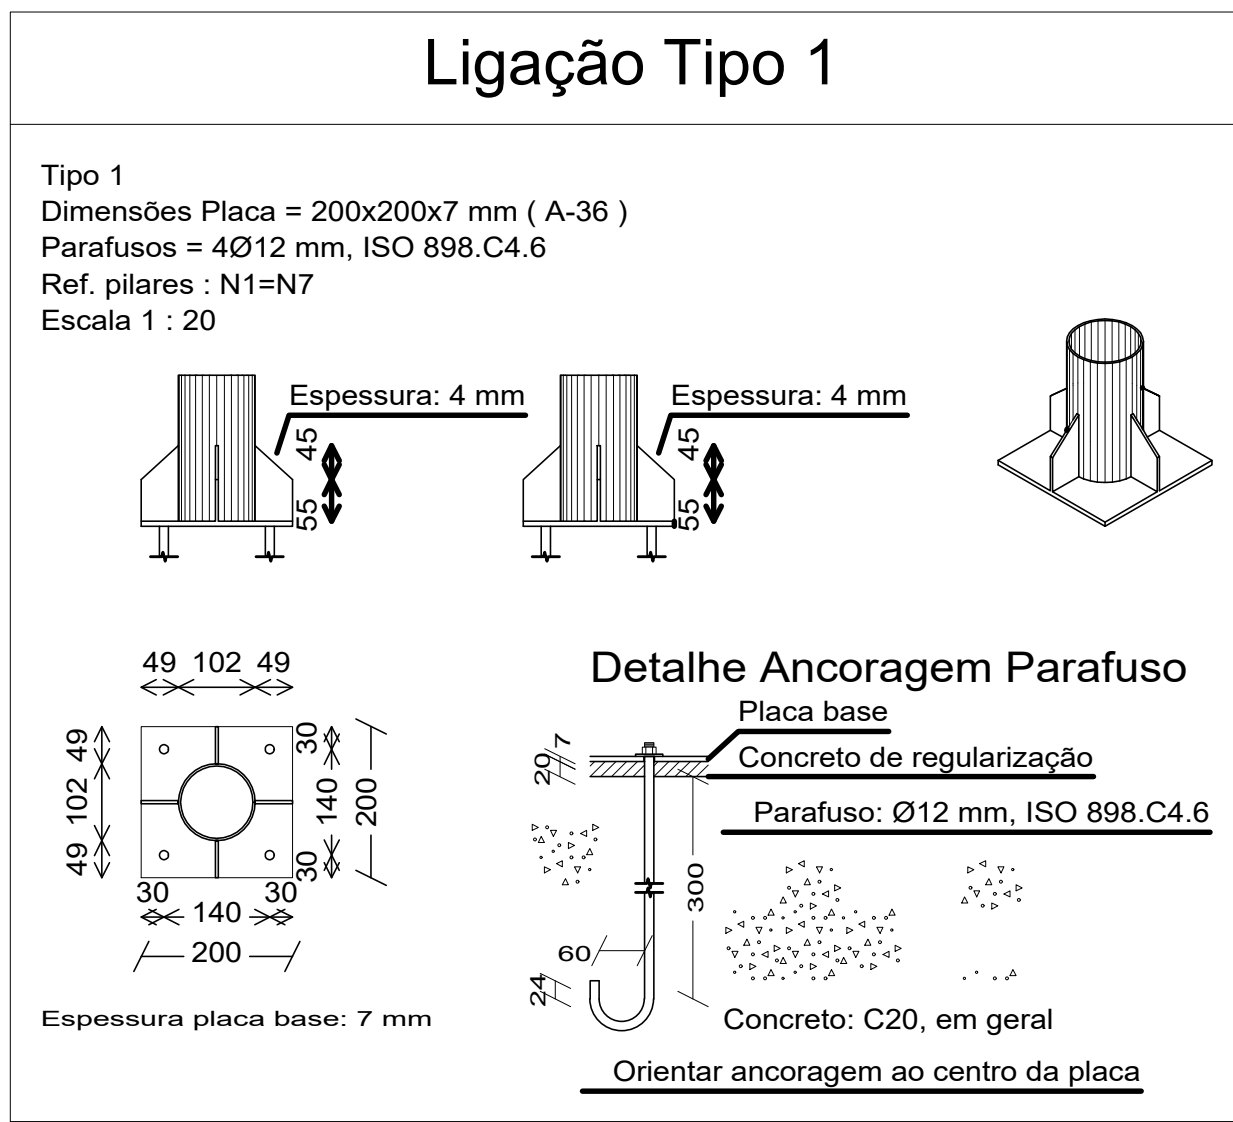 Ligação Tipo 1
Tipo 1
Dimensões Placa = 200x200x7 mm ( A-36 )
Parafusos = 4Ø12 mm, ISO 898.C4.6
Ref. pilares : N1=N7
Escala 1 : 20
Espessura: 4 mm
45
55
Espessura: 4 mm
45
55
49 102 49
49
102
49
30
140
30
200
30 30
140
200
Espessura placa base: 7 mm
Detalhe Ancoragem Parafuso
Placa base
7
20
Concreto de regularização
Parafuso: Ø12 mm, ISO 898.C4.6
300
60
24
Concreto: C20, em geral
Orientar ancoragem ao centro da placa